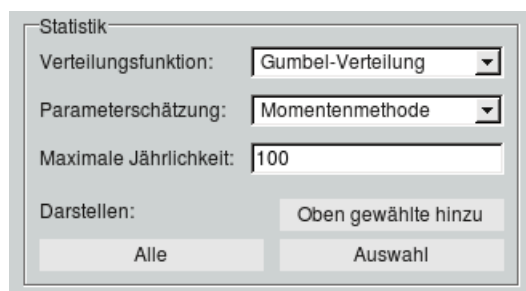 Statistik
Verteilungsfunktion: Gumbel-Verteilung
Parameterschätzung: Momentenmethode
Maximale Jährlichkeit: 100
Darstellen: Oben gewählte hinzu
Alle Auswahl